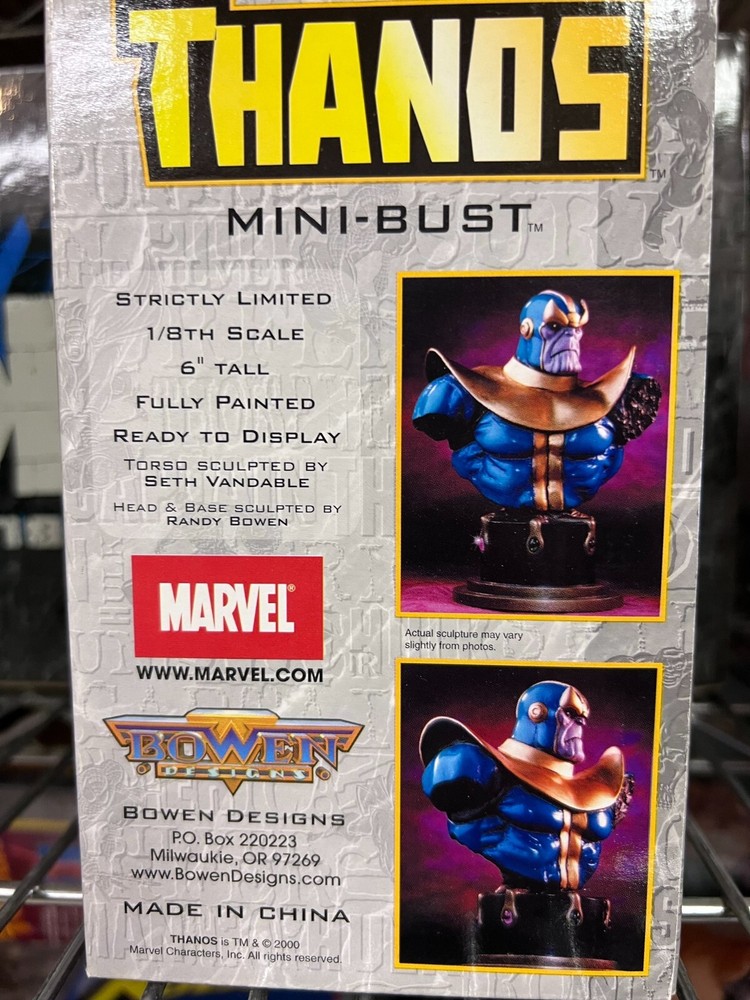 THANOS™
MINI-BUST™
STRICTLY LIMITED
1/8TH SCALE
6" TALL
FULLY PAINTED
READY TO DISPLAY
TORSO SCULPTED BY
SETH VANDABLE
HEAD & BASE SCULPTED BY
RANDY BOWEN
MARVEL®
WWW.MARVEL.COM
BOWEN
DESIGNS
BOWEN DESIGNS
P.O. Box 220223
Milwaukie, OR 97269
www.BowenDesigns.com
MADE IN CHINA
THANOS is TM & © 2000
Marvel Characters, Inc. All rights reserved.
Actual sculpture may vary
slightly from photos.